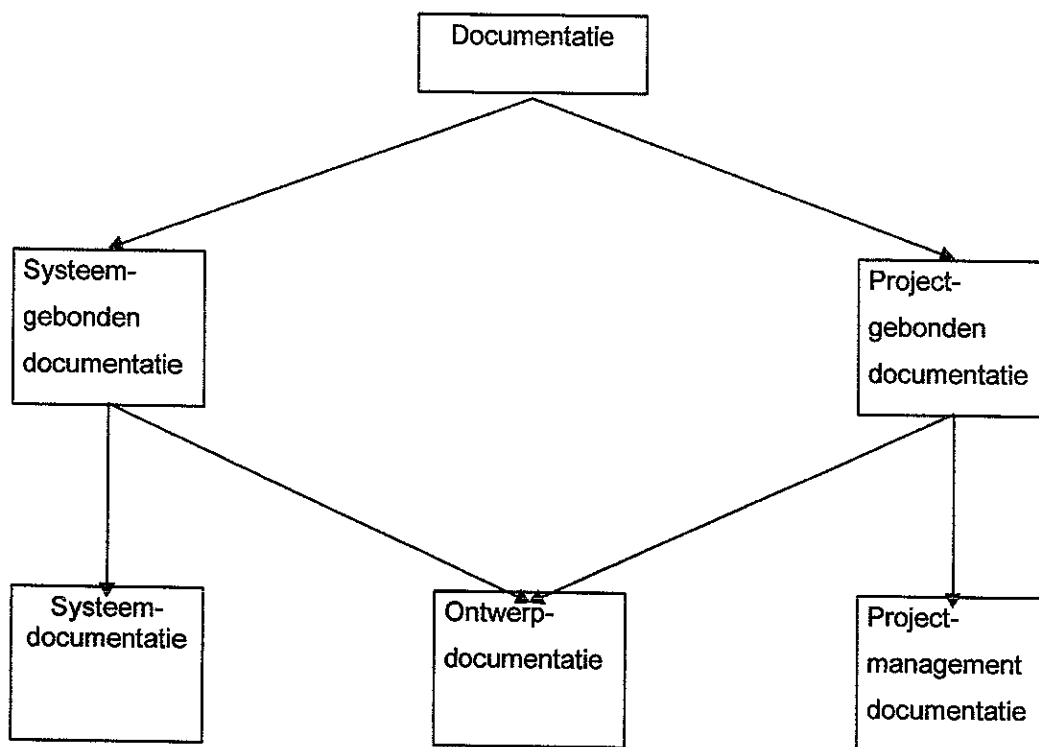 Documentatie
Systeem-
gebonden
documentatie
Project-
gebonden
documentatie
Systeem-
documentatie
Ontwerp-
documentatie
Project-
management
documentatie